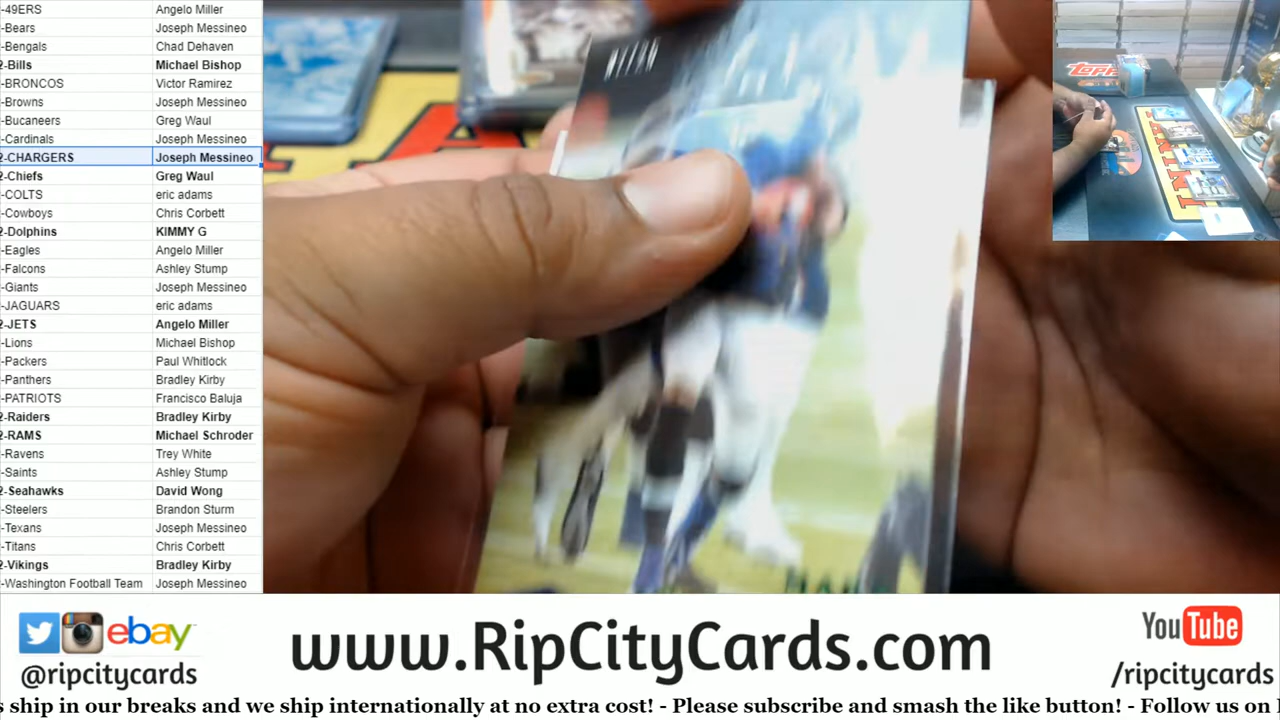 -49ERS Angelo Miller
-Bears Joseph Messineo
-Bengals Chad Dehaven
2-Bills Michael Bishop
-BRONCOS Victor Ramirez
-Browns Joseph Messineo
-Bucaneers Greg Waul
-Cardinals Joseph Messineo
2-CHARGERS Joseph Messineo
2-Chiefs Greg Waul
-COLTS eric adams
-Cowboys Chris Corbett
2-Dolphins KIMMY G
-Eagles Angelo Miller
-Falcons Ashley Stump
-Giants Joseph Messineo
-JAGUARS eric adams
2-JETS Angelo Miller
-Lions Michael Bishop
-Packers Paul Whitlock
-Panthers Bradley Kirby
-PATRIOTS Francisco Baluja
2-Raiders Bradley Kirby
2-RAMS Michael Schroder
-Ravens Trey White
-Saints Ashley Stump
2-Seahawks David Wong
-Steelers Brandon Sturm
-Texans Joseph Messineo
-Titans Chris Corbett
2-Vikings Bradley Kirby
-Washington Football Team Joseph Messineo
Topps
ebay
@ripcitycards
www.RipCityCards.com
YouTube
/ripcitycards
s ship in our breaks and we ship internationally at no extra cost! - Please subscribe and smash the like button! - Follow us on